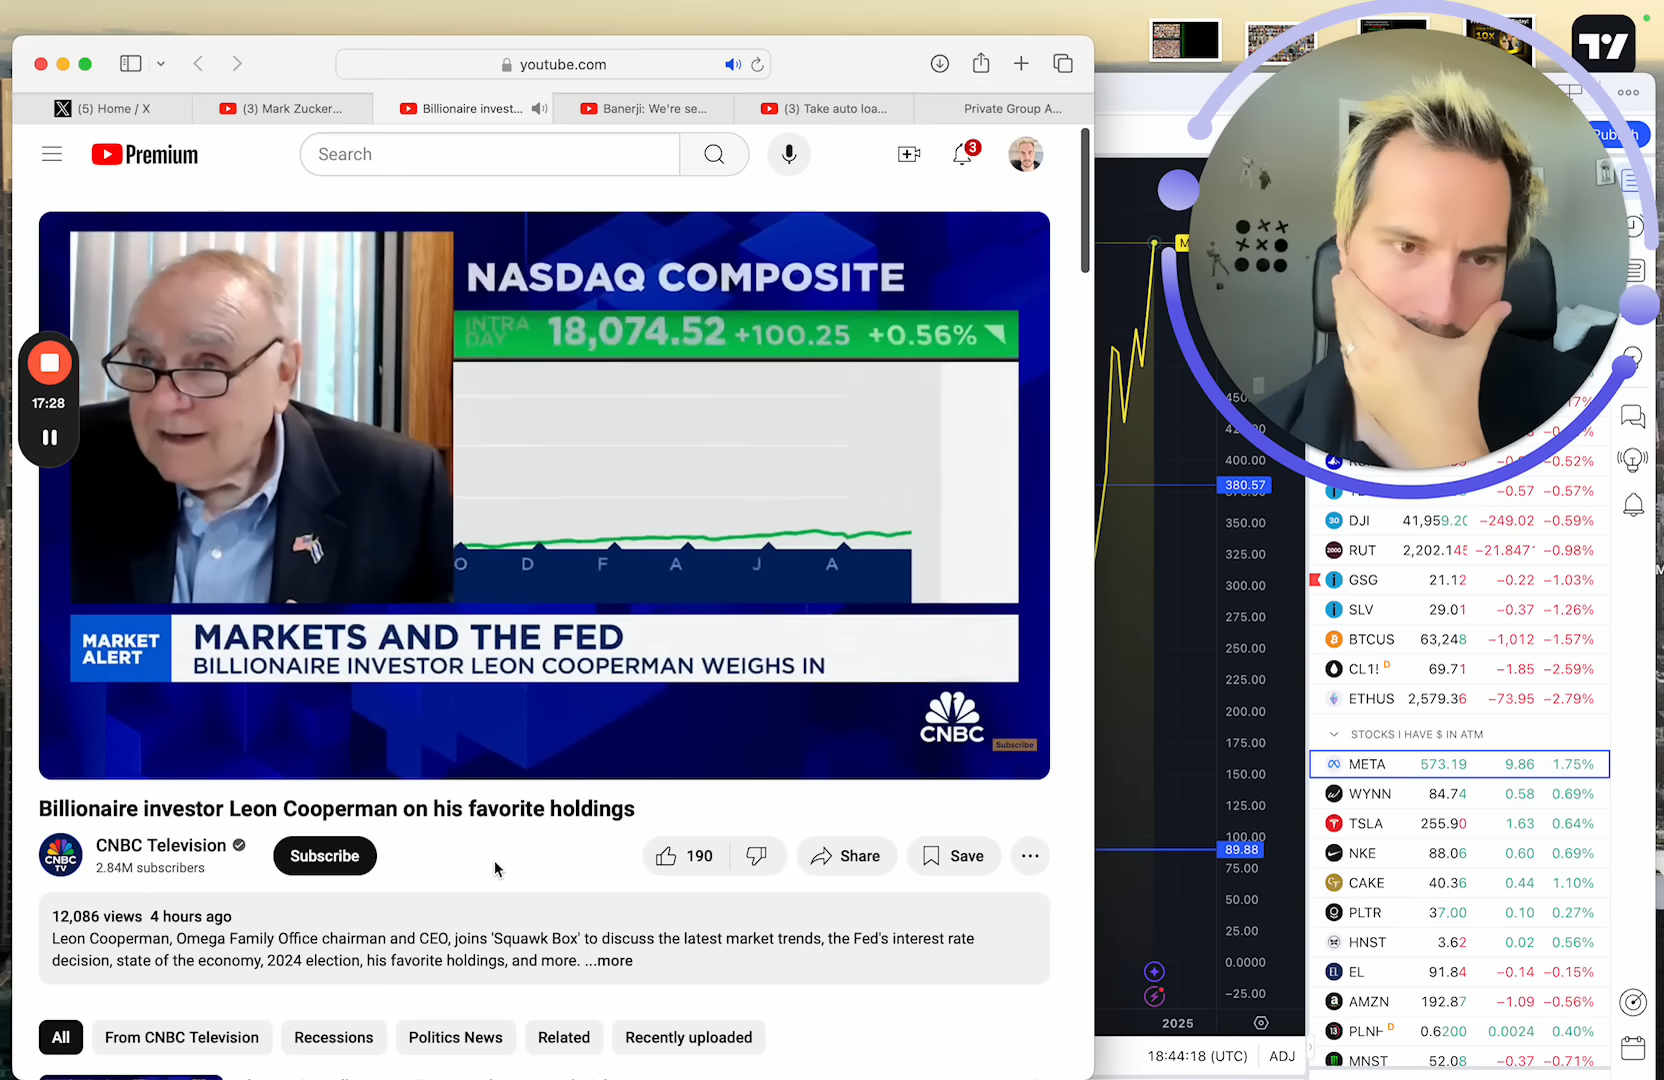 youtube.com
(5) Home / X
(3) Mark Zucker...
Billionaire invest...
Banerji: We're se...
(3) Take auto loa...
Private Group A...
Premium
Search
3
NASDAQ COMPOSITE
INTRA DAY 18,074.52 +100.25 +0.56%
O D F A J A
17:28
MARKET ALERT
MARKETS AND THE FED
BILLIONAIRE INVESTOR LEON COOPERMAN WEIGHS IN
CNBC
Subscribe
Billionaire investor Leon Cooperman on his favorite holdings
CNBC TV
CNBC Television
2.84M subscribers
Subscribe
190
Share
Save
12,086 views 4 hours ago
Leon Cooperman, Omega Family Office chairman and CEO, joins 'Squawk Box' to discuss the latest market trends, the Fed's interest rate
decision, state of the economy, 2024 election, his favorite holdings, and more. ...more
All
From CNBC Television
Recessions
Politics News
Related
Recently uploaded
10X
400.00
380.57
350.00
325.00
300.00
275.00
250.00
225.00
200.00
175.00
150.00
125.00
100.00
89.88
75.00
50.00
25.00
0.0000
−25.00
2025
18:44:18 (UTC) ADJ
−0.52%
−0.57 −0.57%
DJI 41,959.20 −249.02 −0.59%
RUT 2,202.145 −21.847 −0.98%
GSG 21.12 −0.22 −1.03%
SLV 29.01 −0.37 −1.26%
BTCUS 63,248 −1,012 −1.57%
CL1! D 69.71 −1.85 −2.59%
ETHUS 2,579.36 −73.95 −2.79%
STOCKS I HAVE $ IN ATM
META 573.19 9.86 1.75%
WYNN 84.74 0.58 0.69%
TSLA 255.90 1.63 0.64%
NKE 88.06 0.60 0.69%
CAKE 40.36 0.44 1.10%
PLTR 37.00 0.10 0.27%
HNST 3.62 0.02 0.56%
EL 91.84 −0.14 −0.15%
AMZN 192.87 −1.09 −0.56%
PLNH D 0.6200 0.0024 0.40%
MNST 52.08 −0.37 −0.71%